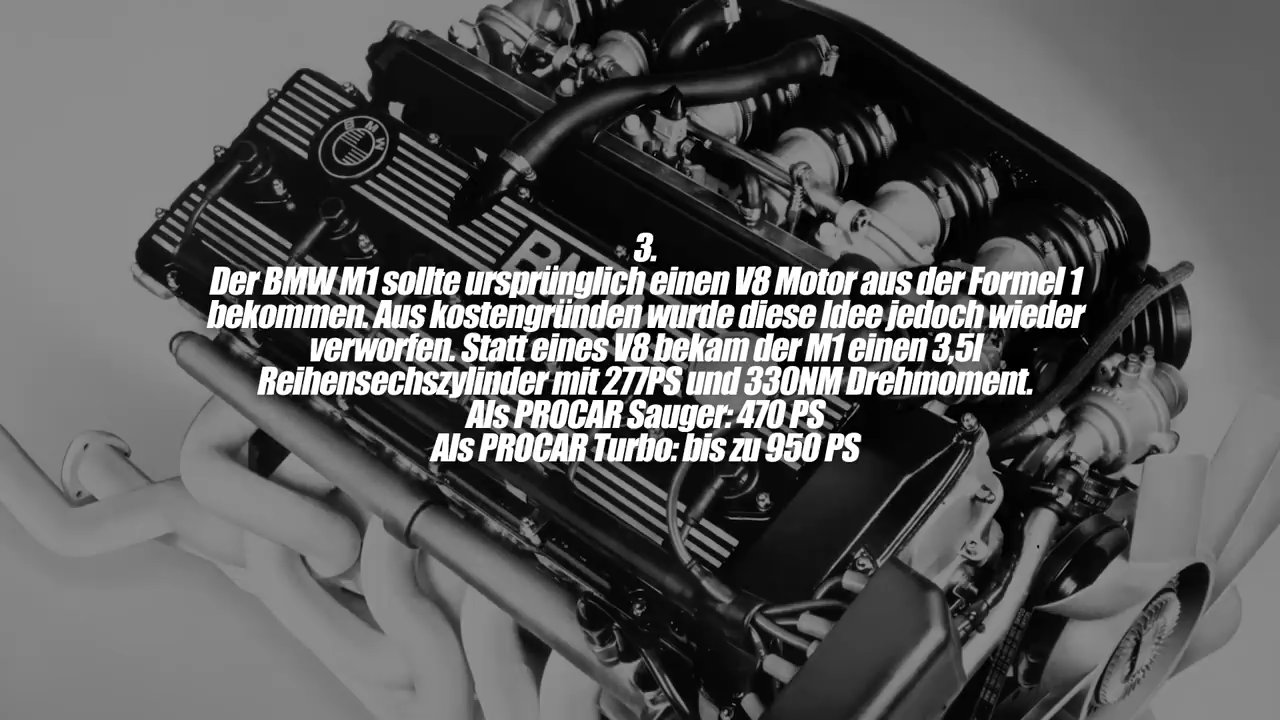 BMW
BMW
3.
Der BMW M1 sollte ursprünglich einen V8 Motor aus der Formel 1
bekommen. Aus kostengründen wurde diese Idee jedoch wieder
verworfen. Statt eines V8 bekam der M1 einen 3,5l
Reihensechszylinder mit 277PS und 330NM Drehmoment.
Als PROCAR Sauger: 470 PS
Als PROCAR Turbo: bis zu 950 PS